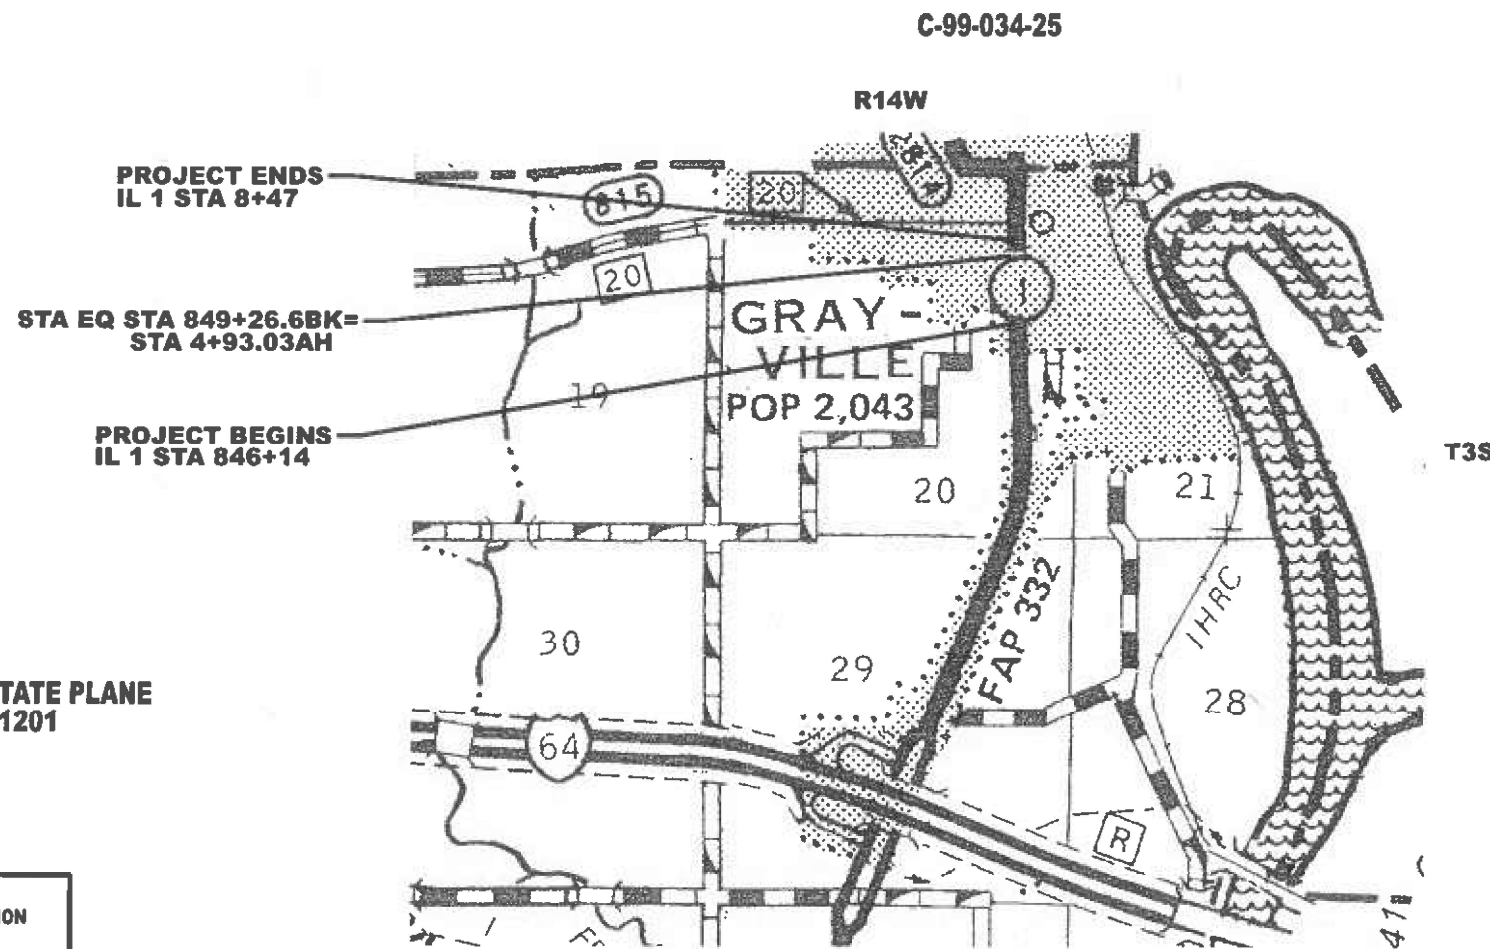 C-99-034-25
R14W
PROJECT ENDS
IL 1 STA 8+47
815
20
20
STA EQ STA 849+26.6BK=
STA 4+93.03AH
1
GRAY-
VILLE
POP 2,043
19
PROJECT BEGINS
IL 1 STA 846+14
T3S
20
21
FAP 332
IHRC
30
29
28
TATE PLANE
1201
64
R
ION
41